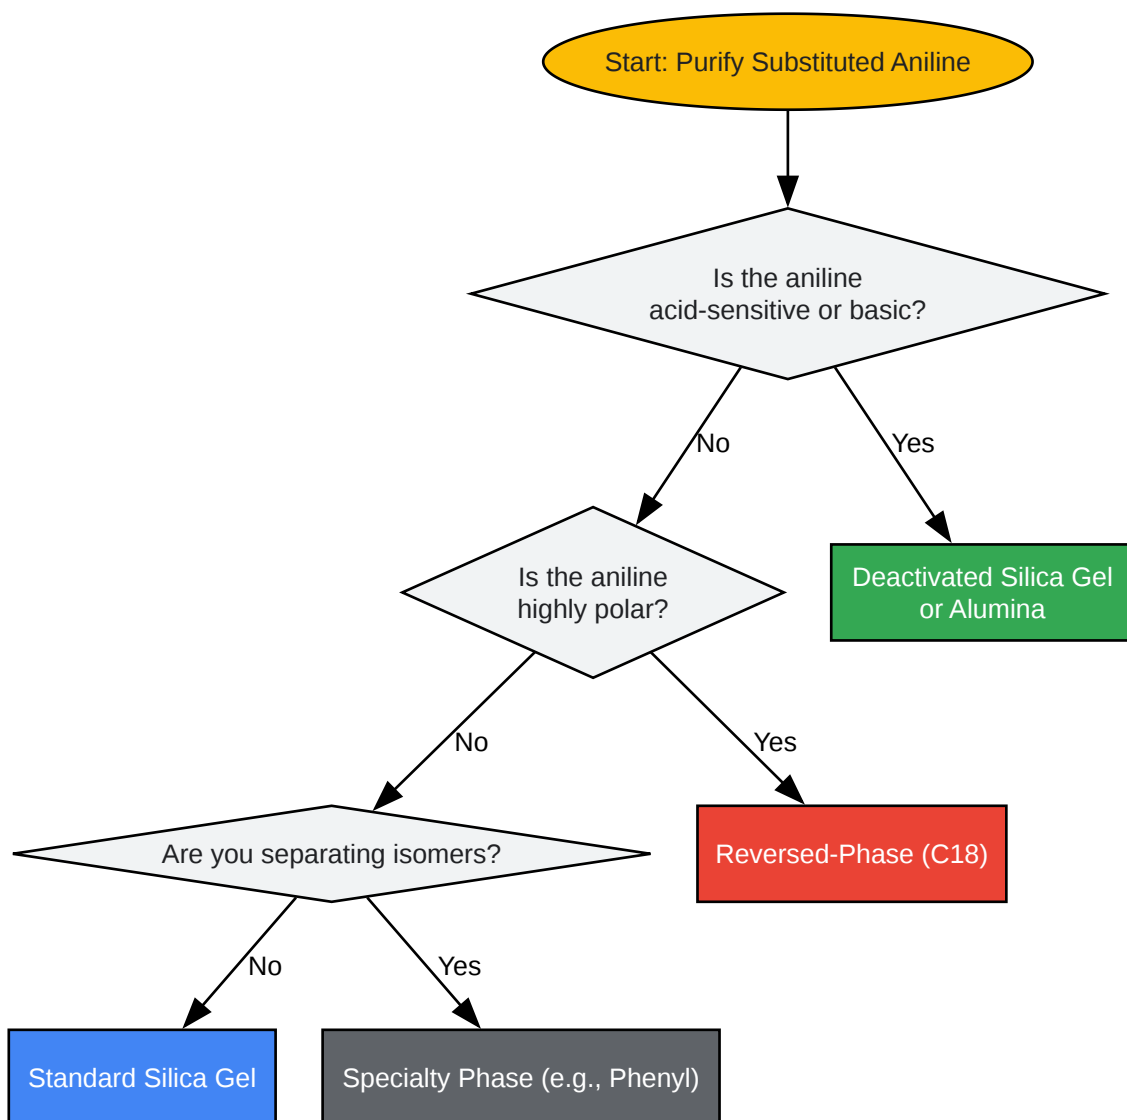 Start: Purify Substituted Aniline
Is the aniline
acid-sensitive or basic?
No
Yes
Is the aniline
highly polar?
Deactivated Silica Gel
or Alumina
No
Yes
Are you separating isomers?
Reversed-Phase (C18)
No
Yes
Standard Silica Gel
Specialty Phase (e.g., Phenyl)